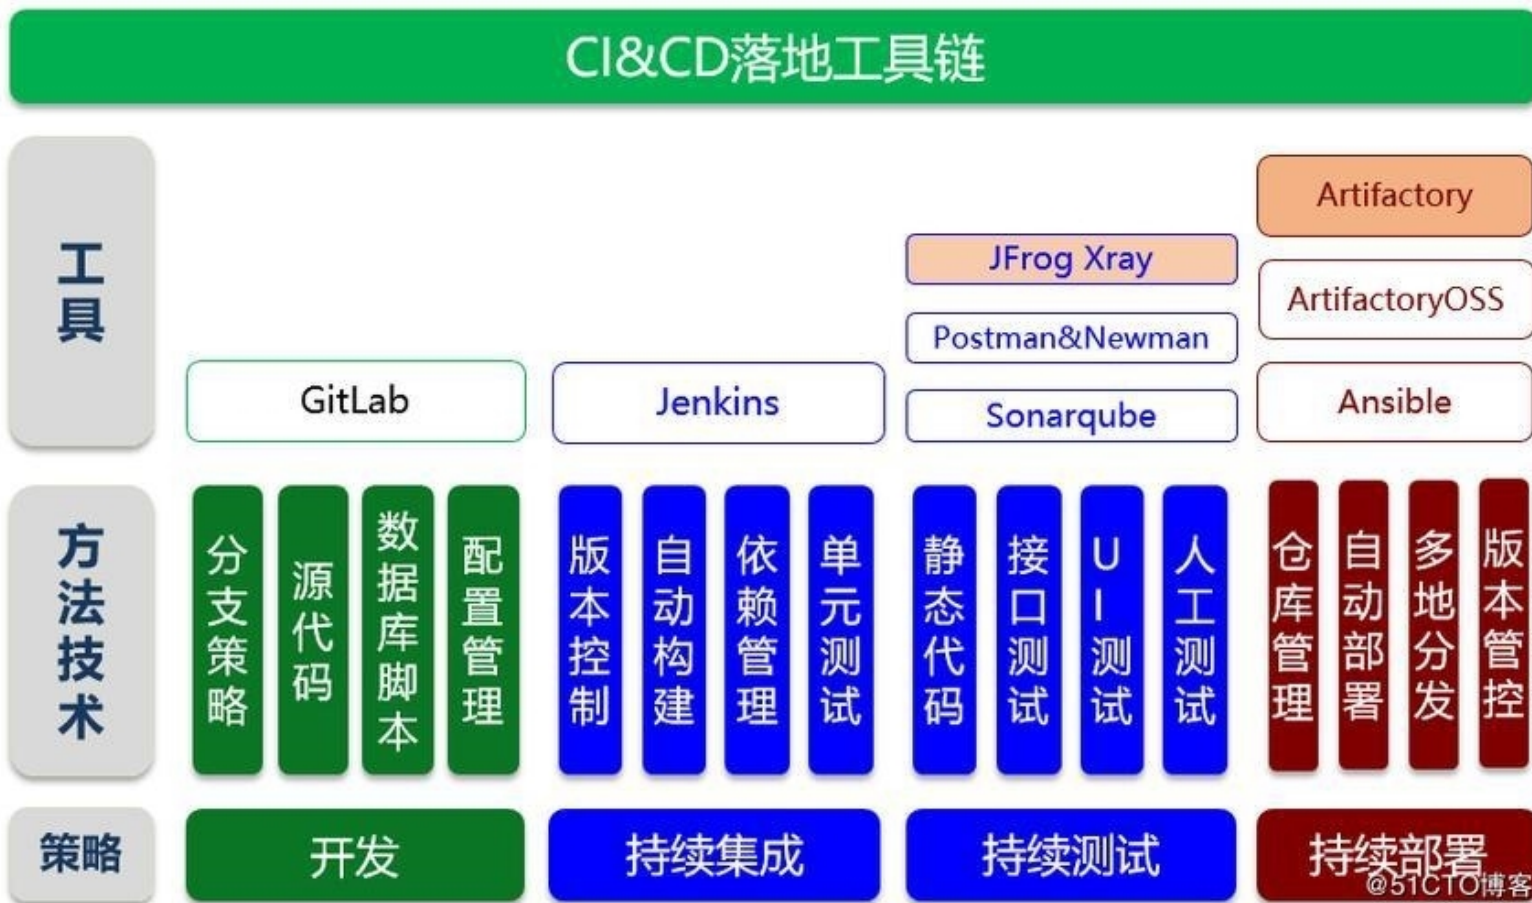 CI&CD落地工具链
工具
Artifactory
JFrog Xray
ArtifactoryOSS
Postman&Newman
GitLab
Jenkins
Sonarqube
Ansible
方法技术
分支策略
源代码
数据库脚本
配置管理
版本控制
自动构建
依赖管理
单元测试
静态代码
接口测试
UI测试
人工测试
仓库管理
自动部署
多地分发
版本管控
策略
开发
持续集成
持续测试
持续部署
@51CTO博客